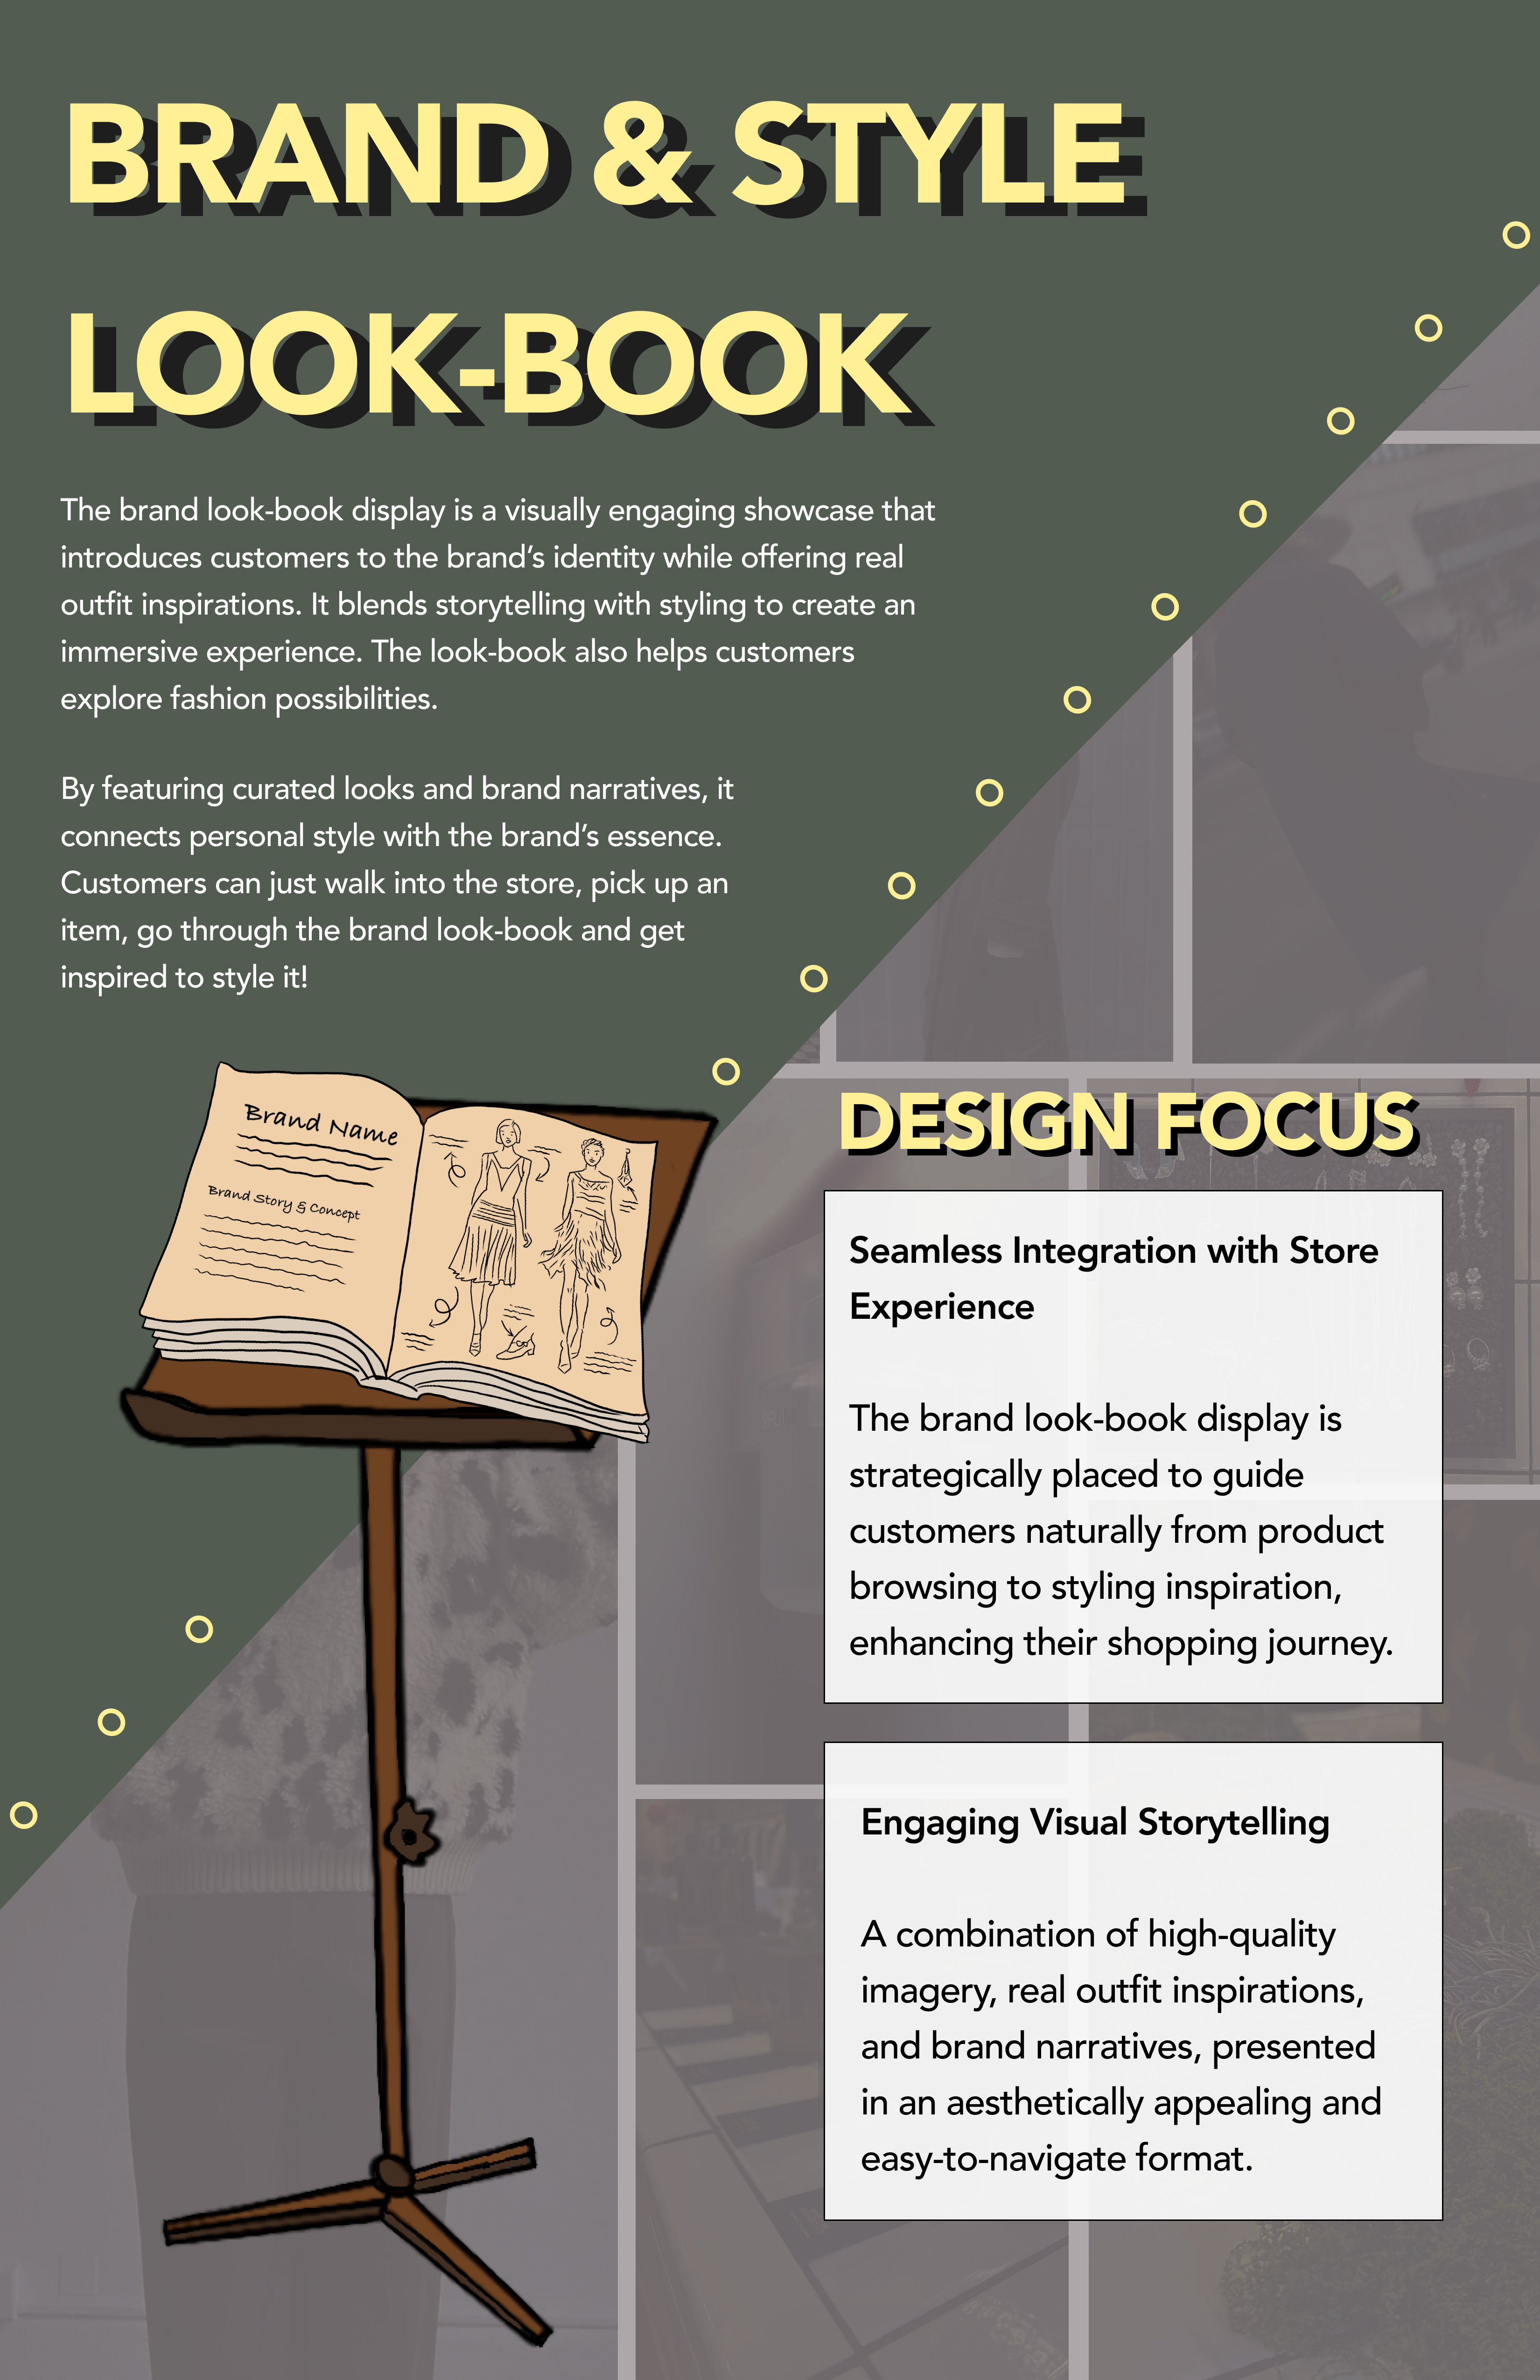 BRAND & STYLE
LOOK-BOOK
The brand look-book display is a visually engaging showcase that
introduces customers to the brand’s identity while offering real
outfit inspirations. It blends storytelling with styling to create an
immersive experience. The look-book also helps customers
explore fashion possibilities.
By featuring curated looks and brand narratives, it
connects personal style with the brand’s essence.
Customers can just walk into the store, pick up an
item, go through the brand look-book and get
inspired to style it!
Brand Name
Brand Story & Concept
DESIGN FOCUS
Seamless Integration with Store
Experience
The brand look-book display is
strategically placed to guide
customers naturally from product
browsing to styling inspiration,
enhancing their shopping journey.
Engaging Visual Storytelling
A combination of high-quality
imagery, real outfit inspirations,
and brand narratives, presented
in an aesthetically appealing and
easy-to-navigate format.